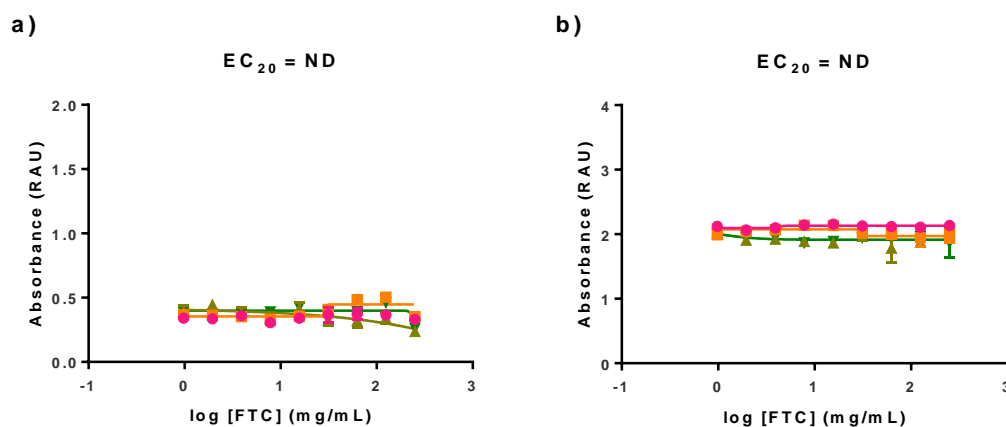 a)
EC20 = ND
2.0
1.5
1.0
0.5
0.0
-1 0 1 2 3
Absorbance (RAU)
log [FTC] (mg/mL)
b)
EC20 = ND
4
3
2
1
0
-1 0 1 2 3
Absorbance (RAU)
log [FTC] (mg/mL)